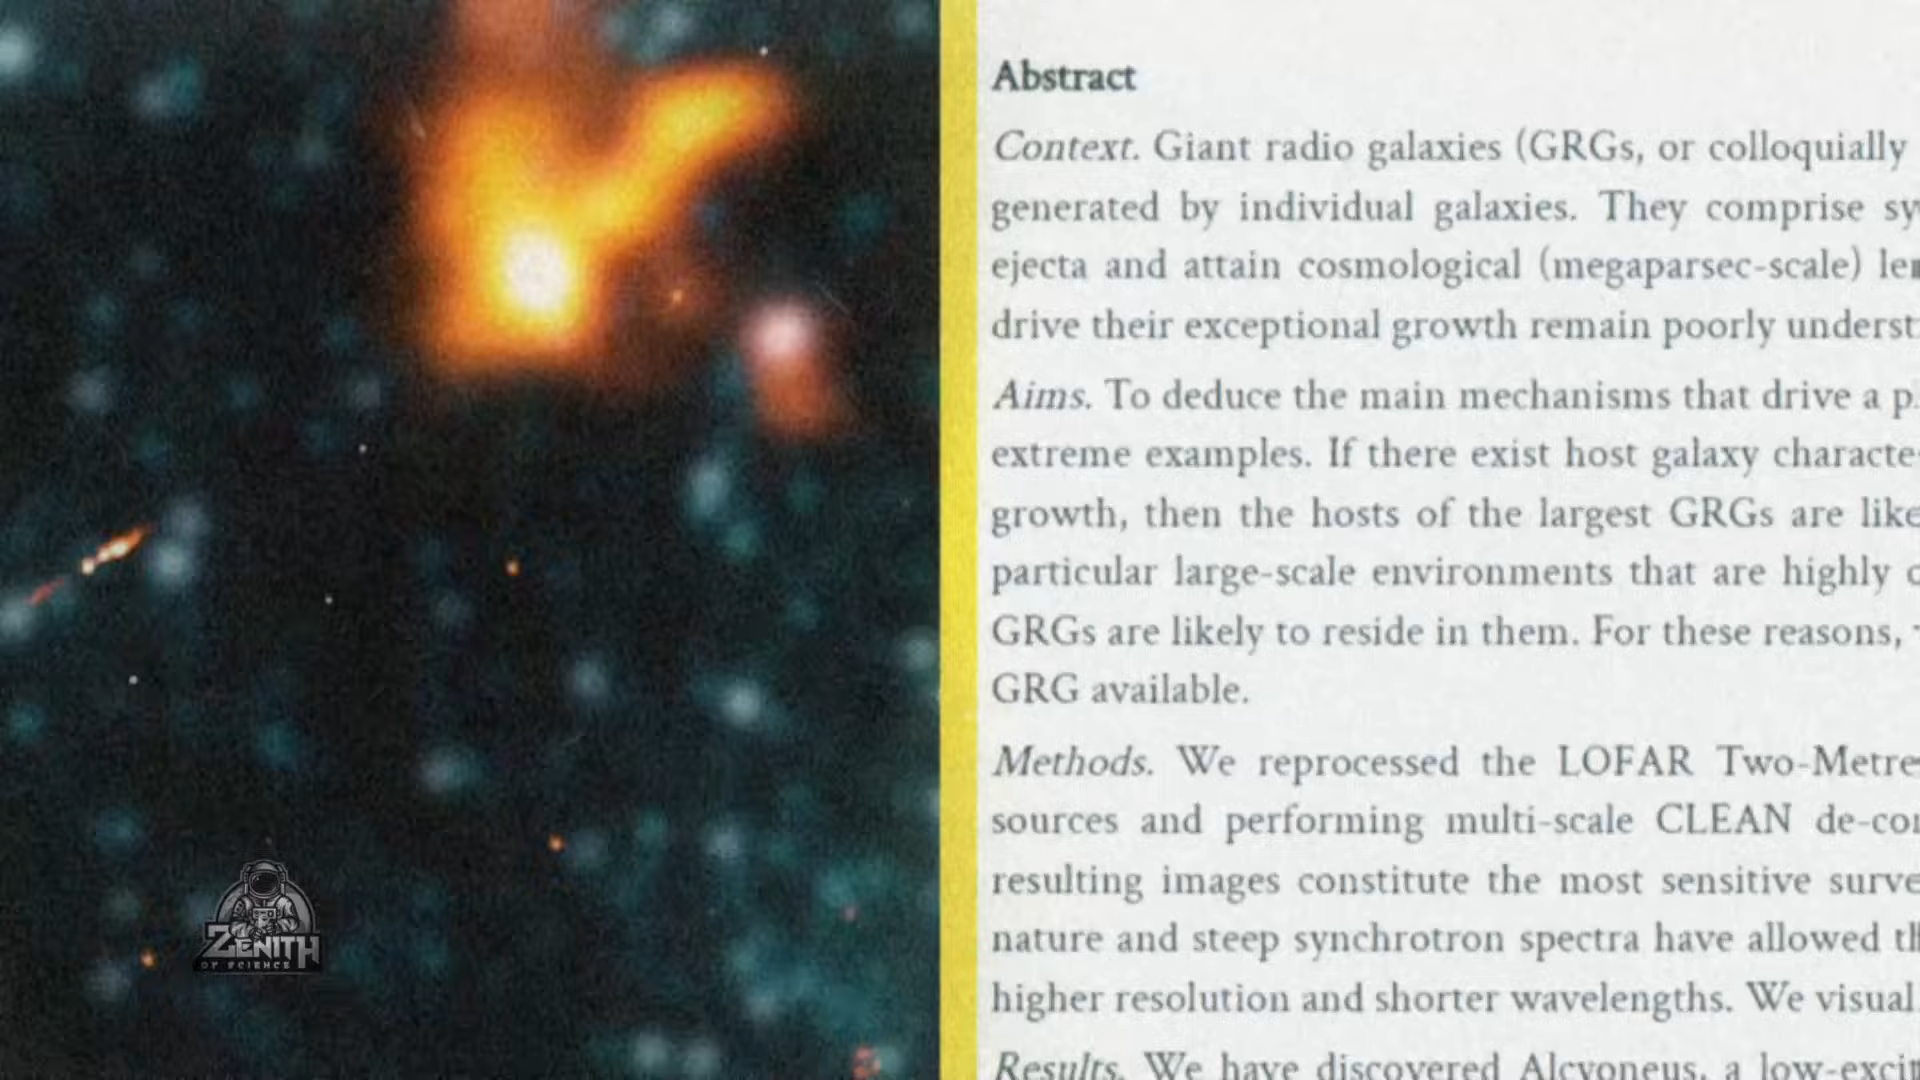 Abstract
Context. Giant radio galaxies (GRGs, or colloquially
generated by individual galaxies. They comprise
ejecta and attain cosmological (megaparsec-scale)
drive their exceptional growth remain poorly
Aims. To deduce the main mechanisms that drive a
extreme examples. If there exist host galaxy
growth, then the hosts of the largest GRGs are
particular large-scale environments that are highly
GRGs are likely to reside in them. For these reasons,
GRG available.
Methods. We reprocessed the LOFAR
sources and performing multi-scale CLEAN
resulting images constitute the most sensitive
nature and steep synchrotron spectra have allowed
higher resolution and shorter wavelengths. We
Results. We have discovered Alcyoneus, a
ZENITH
OF SCIENCE